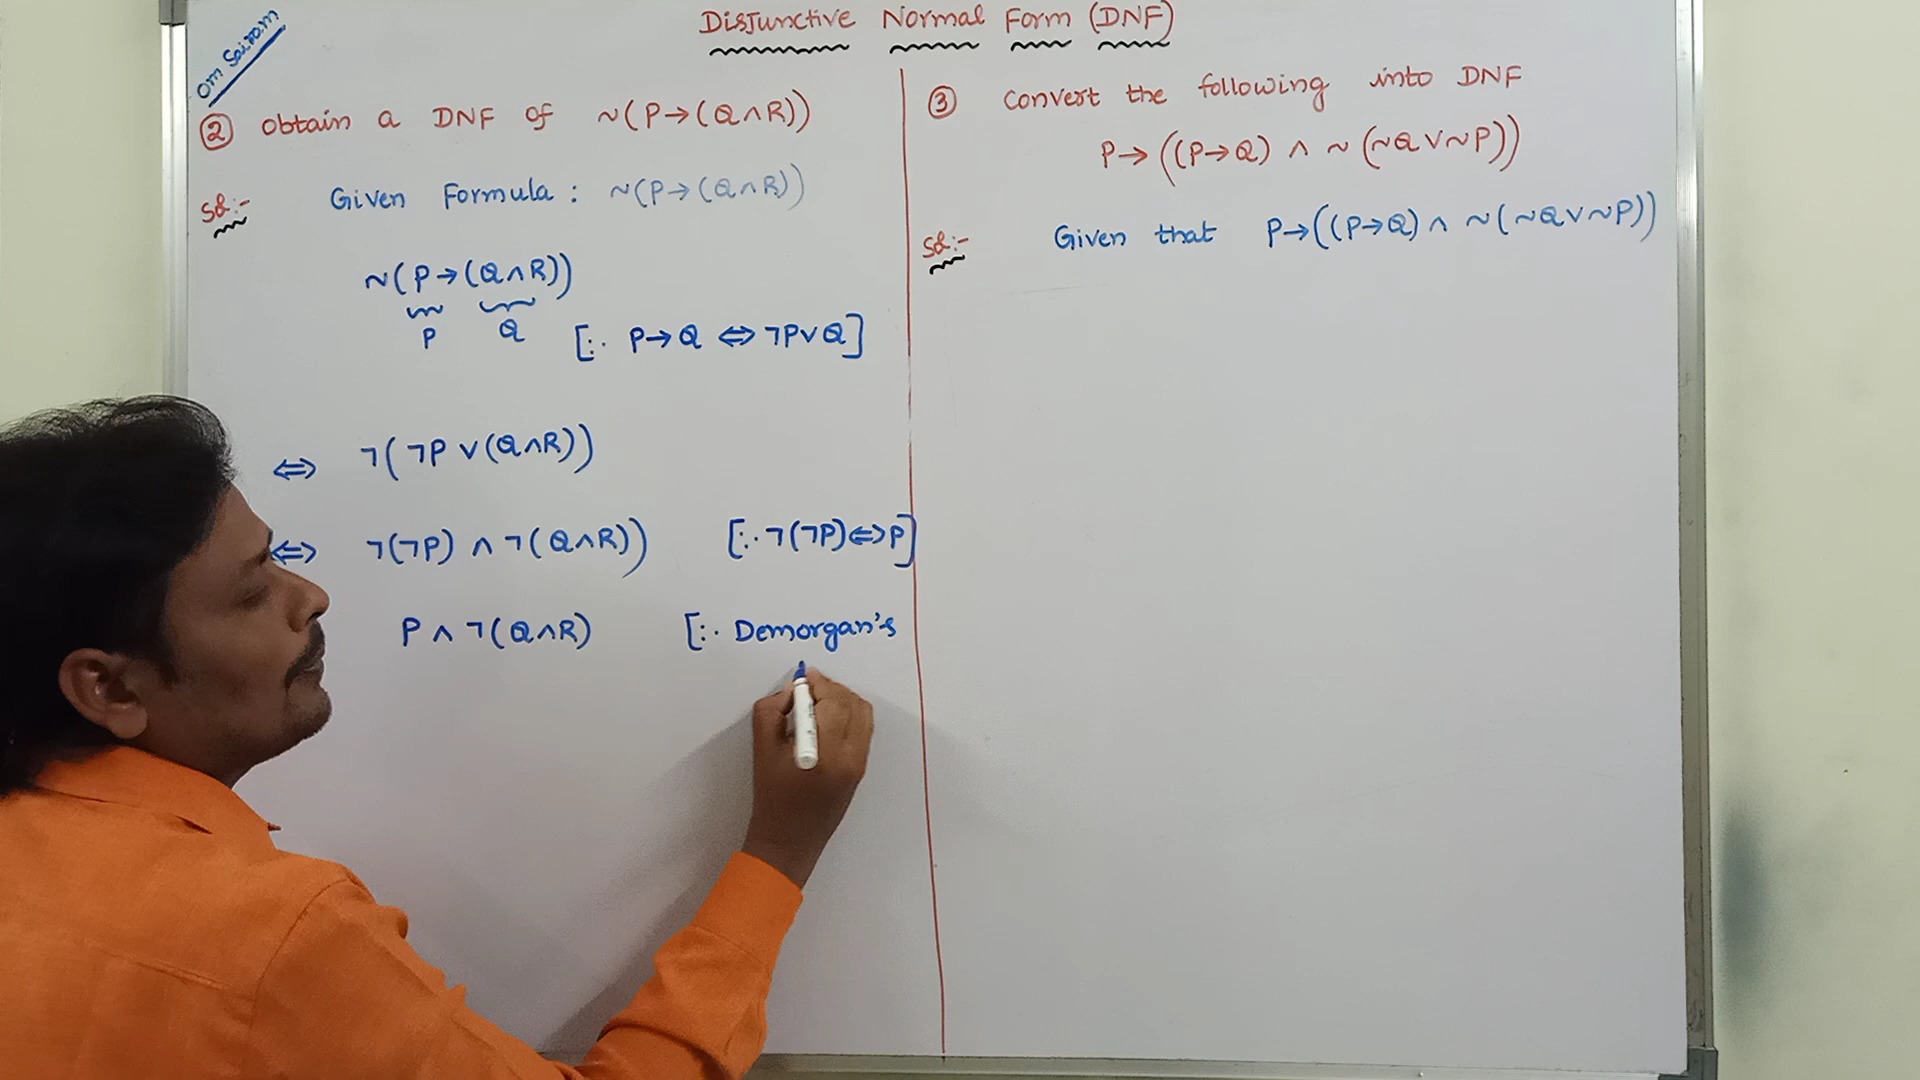 Disjunctive Normal Form (DNF)
Om Sairam
② Obtain a DNF of ~(P→(Q∧R))
Sol:- Given Formula : ~(P→(Q∧R))
~(P→(Q∧R))
P Q [∵ P→Q ⇔ ¬P∨Q]
⇔ ¬(¬P∨(Q∧R))
⇔ ¬(¬P) ∧ ¬(Q∧R)) [∵ ¬(¬P)⇔P]
P ∧ ¬(Q∧R) [∵ Demorgan's
③ Convert the following into DNF
P→((P→Q) ∧ ~(~Q∨~P))
Sol:- Given that P→((P→Q) ∧ ~(~Q∨~P))